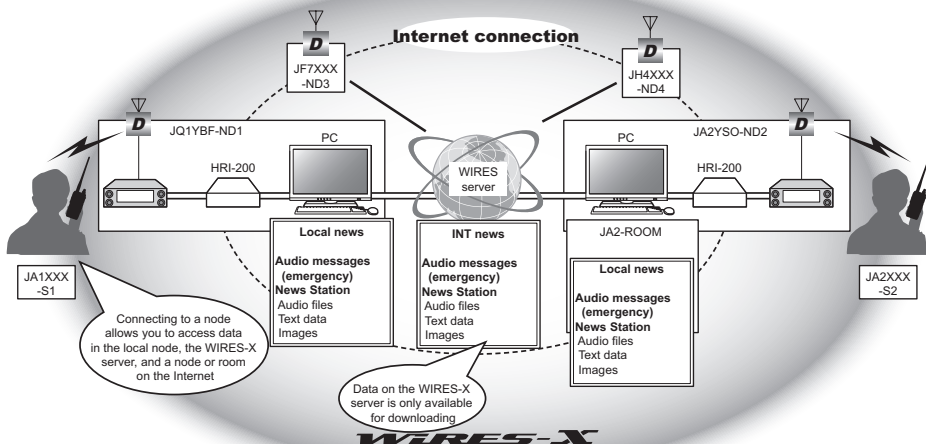 Internet connection
D
JF7XXX
-ND3
D
JH4XXX
-ND4
D
JQ1YBF-ND1
PC
HRI-200
WIRES
server
PC
JA2YSO-ND2
HRI-200
D
JA1XXX
-S1
JA2XXX
-S2
Local news
Audio messages
(emergency)
News Station
Audio files
Text data
Images
INT news
Audio messages
(emergency)
News Station
Audio files
Text data
Images
JA2-ROOM
Local news
Audio messages
(emergency)
News Station
Audio files
Text data
Images
Connecting to a node
allows you to access data
in the local node, the WIRES-X
server, and a node or room
on the Internet
Data on the WIRES-X
server is only available
for downloading
WiRES-X